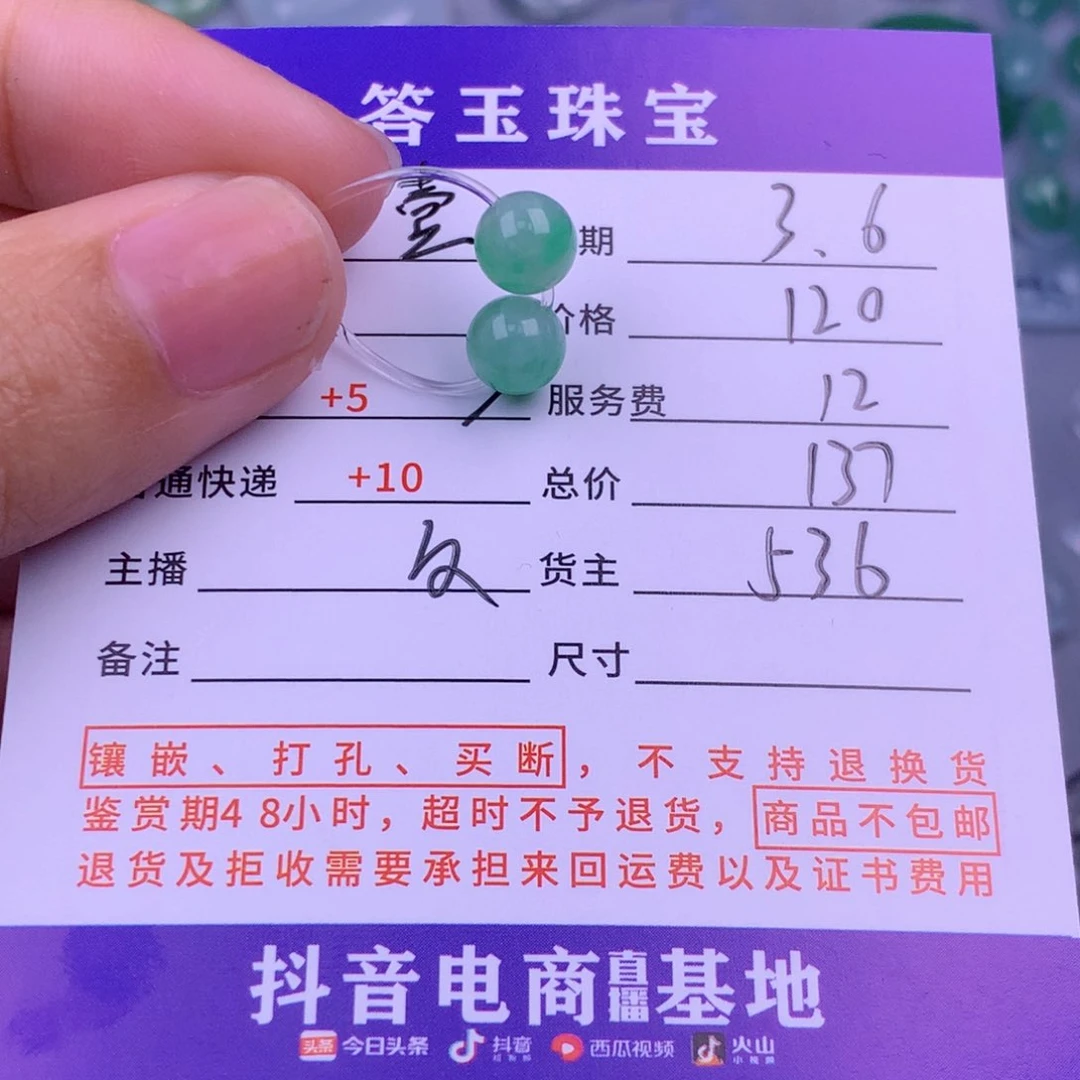 答玉珠宝
壹 期 3.6
价格 120
+5 服务费 12
通快递 +10 总价 137
主播 货主 536
备注 尺寸
镶嵌、打孔、买断，不支持退换货
鉴赏期48小时，超时不予退货，商品不包邮
退货及拒收需要承担来回运费以及证书费用
抖音电商直播基地
头条 今日头条 抖音 西瓜视频 火山